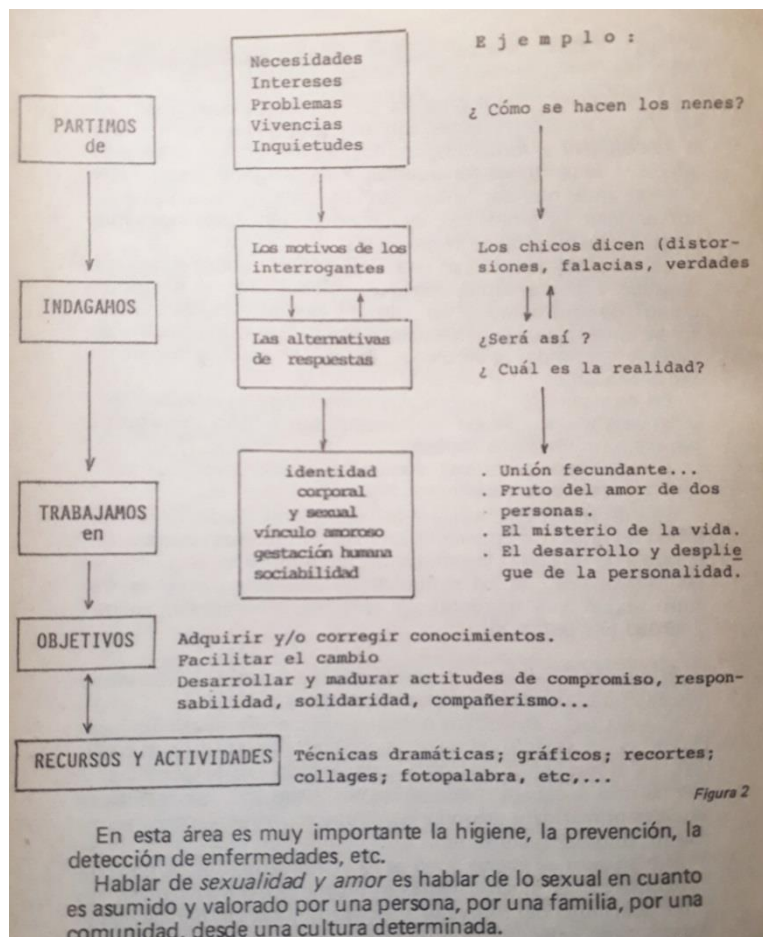 PARTIMOS
de
INDAGAMOS
TRABAJAMOS
en
Necesidades
Intereses
Problemas
Vivencias
Inquietudes
Los motivos de los
interrogantes
Las alternativas
de respuestas
identidad
corporal
y sexual
vínculo amoroso
gestación humana
sociabilidad
E j e m p l o :
¿ Cómo se hacen los nenes?
Los chicos dicen (distor-
siones, falacias, verdades
¿Será así ?
¿ Cuál es la realidad?
. Unión fecundante...
. Fruto del amor de dos
personas.
. El misterio de la vida.
. El desarrollo y desplie
gue de la personalidad.
OBJETIVOS
Adquirir y/o corregir conocimientos.
Facilitar el cambio
Desarrollar y madurar actitudes de compromiso, respon-
sabilidad, solidaridad, compañerismo...
RECURSOS Y ACTIVIDADES
Técnicas dramáticas; gráficos; recortes;
collages; fotopalabra, etc,...
Figura 2
En esta área es muy importante la higiene, la prevención, la
detección de enfermedades, etc.
Hablar de sexualidad y amor es hablar de lo sexual en cuanto
es asumido y valorado por una persona, por una familia, por una
comunidad, desde una cultura determinada.